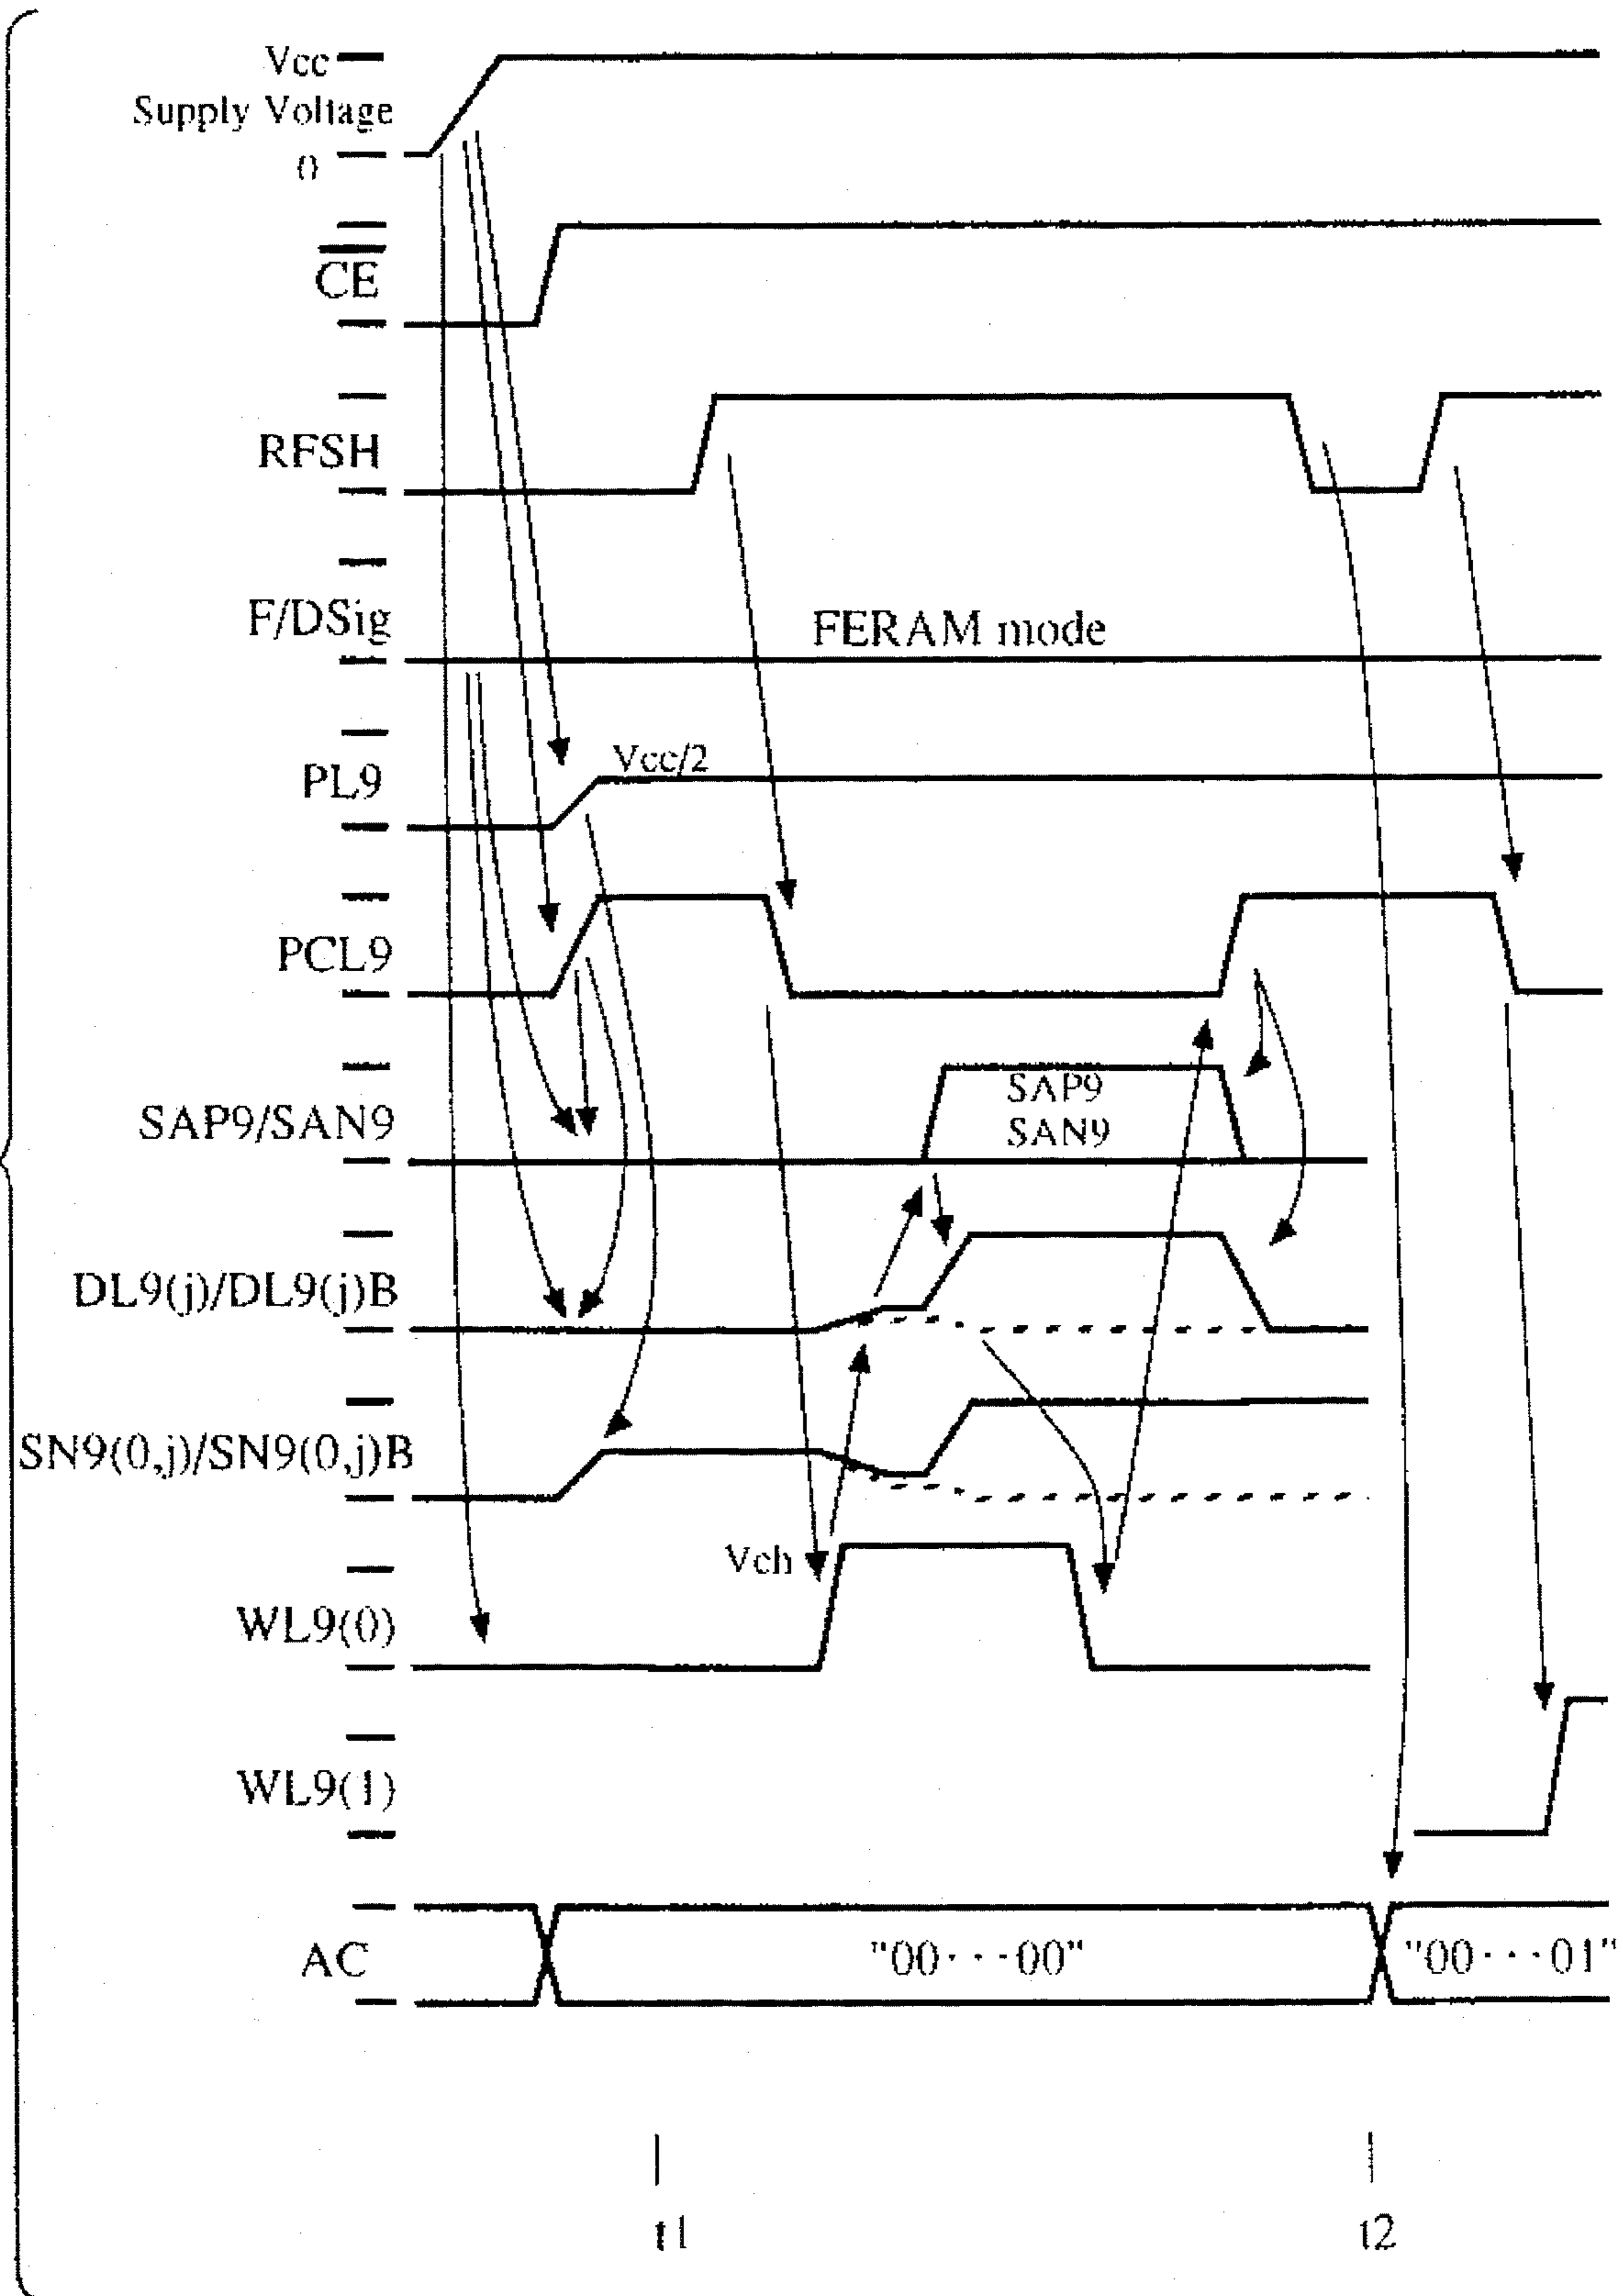 Vcc
Supply Voltage
0
CE
RFSH
F/DSig
FERAM mode
PL9
Vcc/2
PCL9
SAP9/SAN9
SAP9
SAN9
DL9(j)/DL9(j)B
SN9(0,j)/SN9(0,j)B
Vch
WL9(0)
WL9(1)
AC
"00···00"
"00···01"
t1
t2